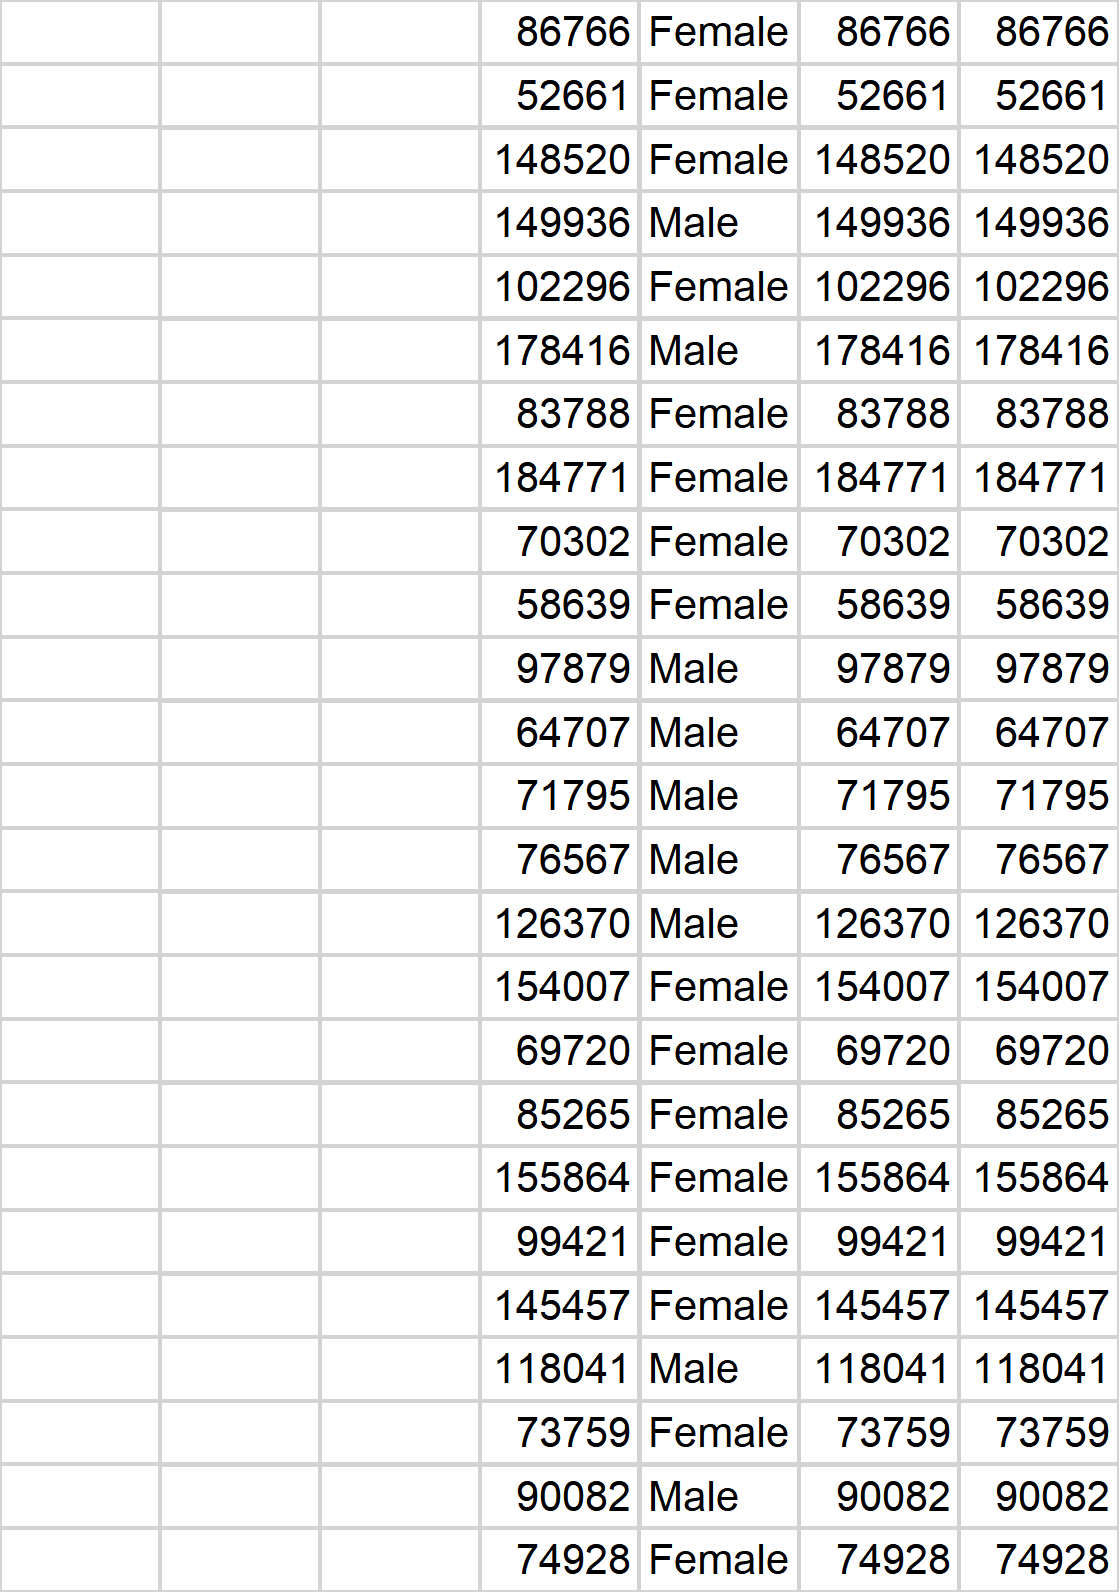 86766 Female 86766 86766
52661 Female 52661 52661
148520 Female 148520 148520
149936 Male 149936 149936
102296 Female 102296 102296
178416 Male 178416 178416
83788 Female 83788 83788
184771 Female 184771 184771
70302 Female 70302 70302
58639 Female 58639 58639
97879 Male 97879 97879
64707 Male 64707 64707
71795 Male 71795 71795
76567 Male 76567 76567
126370 Male 126370 126370
154007 Female 154007 154007
69720 Female 69720 69720
85265 Female 85265 85265
155864 Female 155864 155864
99421 Female 99421 99421
145457 Female 145457 145457
118041 Male 118041 118041
73759 Female 73759 73759
90082 Male 90082 90082
74928 Female 74928 74928